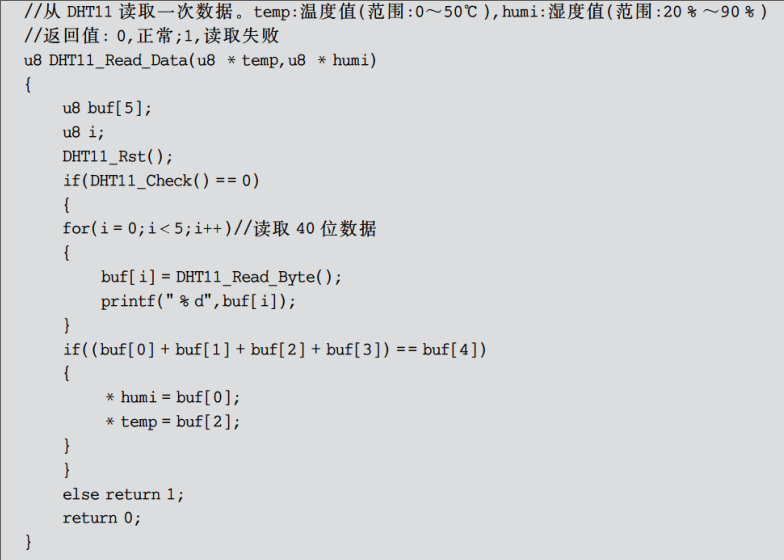 //从 DHT11 读取一次数据。temp:温度值(范围:0～50℃),humi:湿度值(范围:20%～90%)
//返回值: 0,正常;1,读取失败
u8 DHT11_Read_Data(u8 * temp,u8 * humi)
{
u8 buf[5];
u8 i;
DHT11_Rst();
if(DHT11_Check() == 0)
{
for(i = 0;i < 5;i++)//读取 40 位数据
{
buf[i] = DHT11_Read_Byte();
printf(" % d",buf[i]);
}
if((buf[0] + buf[1] + buf[2] + buf[3]) == buf[4])
{
* humi = buf[0];
* temp = buf[2];
}
}
else return 1;
return 0;
}